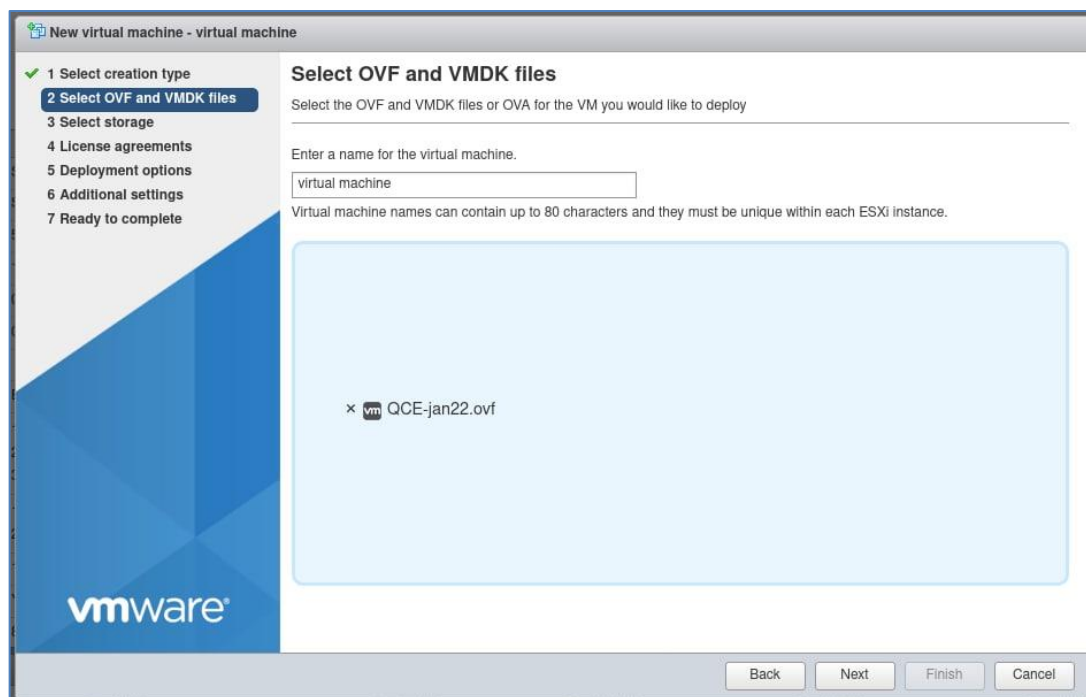 New virtual machine - virtual machine
1 Select creation type
2 Select OVF and VMDK files
3 Select storage
4 License agreements
5 Deployment options
6 Additional settings
7 Ready to complete
Select OVF and VMDK files
Select the OVF and VMDK files or OVA for the VM you would like to deploy
Enter a name for the virtual machine.
virtual machine
Virtual machine names can contain up to 80 characters and they must be unique within each ESXi instance.
× vm QCE-jan22.ovf
vmware®
Back Next Finish Cancel